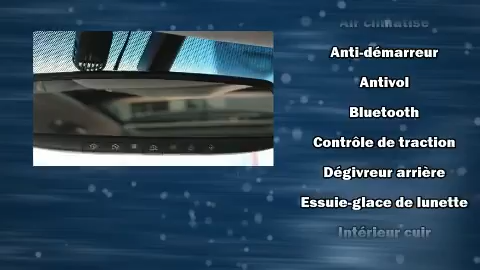 Air climatisé
Anti-démarreur
Antivol
Bluetooth
Contrôle de traction
Dégivreur arrière
Essuie-glace de lunette
Intérieur cuir